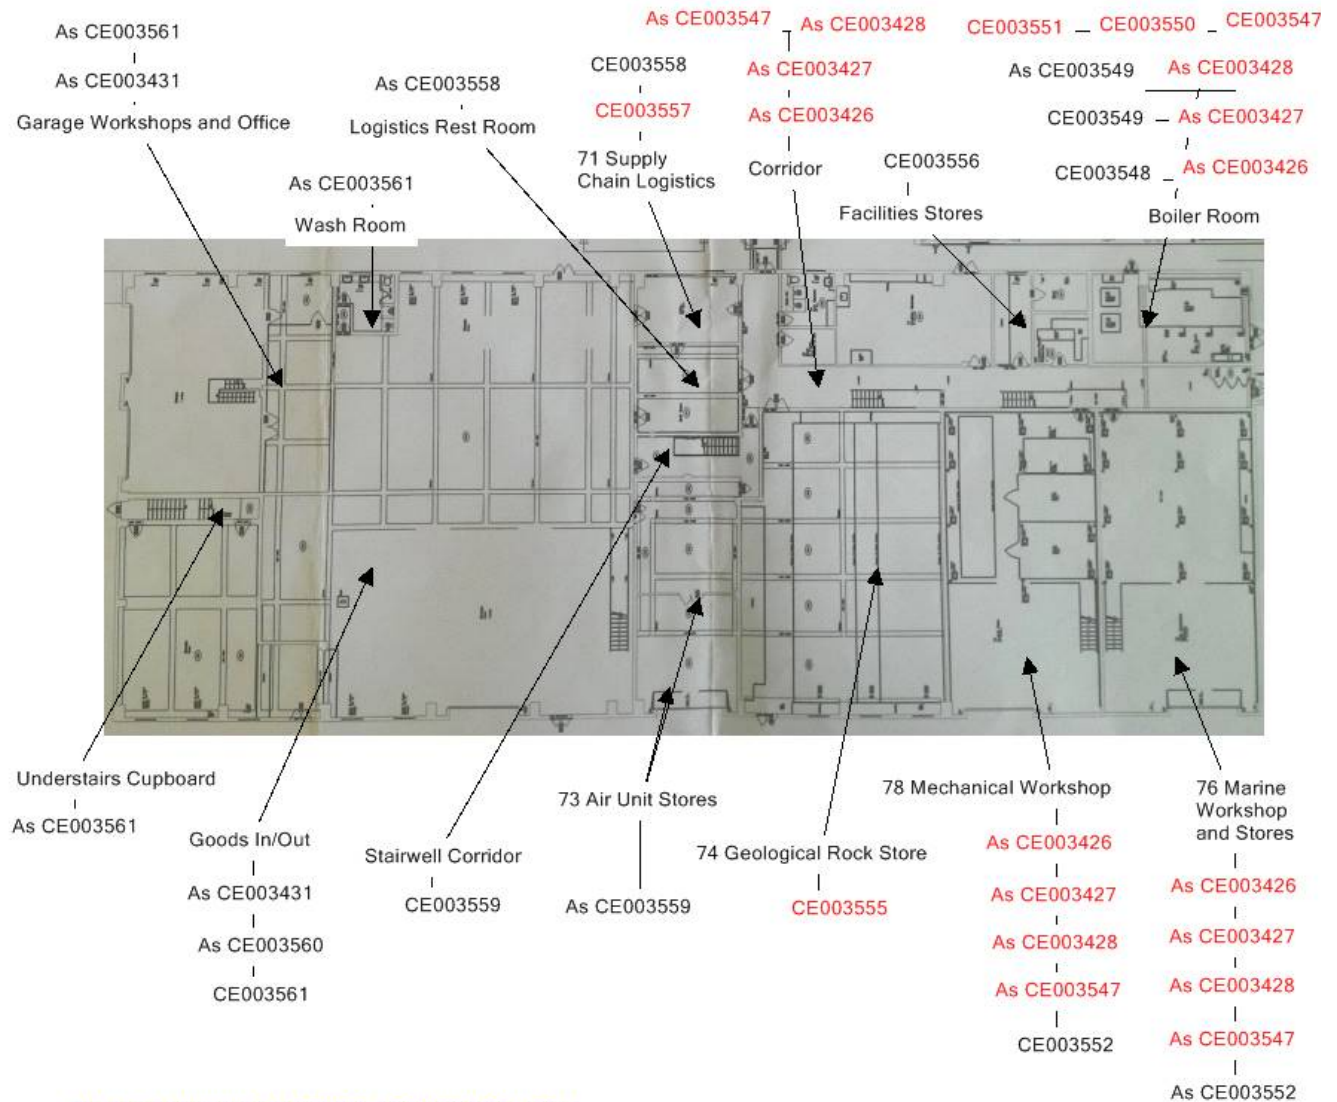 As CE003561
As CE003431
Garage Workshops and Office
As CE003561
Wash Room
As CE003558
Logistics Rest Room
CE003558
CE003557
71 Supply
Chain Logistics
As CE003547
As CE003428
As CE003427
As CE003426
Corridor
CE003556
Facilities Stores
CE003551
CE003550
CE003547
As CE003549
As CE003428
CE003549
As CE003427
CE003548
As CE003426
Boiler Room
Understairs Cupboard
As CE003561
Goods In/Out
As CE003431
As CE003560
CE003561
Stairwell Corridor
CE003559
73 Air Unit Stores
As CE003559
74 Geological Rock Store
CE003555
78 Mechanical Workshop
As CE003426
As CE003427
As CE003428
As CE003547
CE003552
76 Marine
Workshop
and Stores
As CE003426
As CE003427
As CE003428
As CE003547
As CE003552